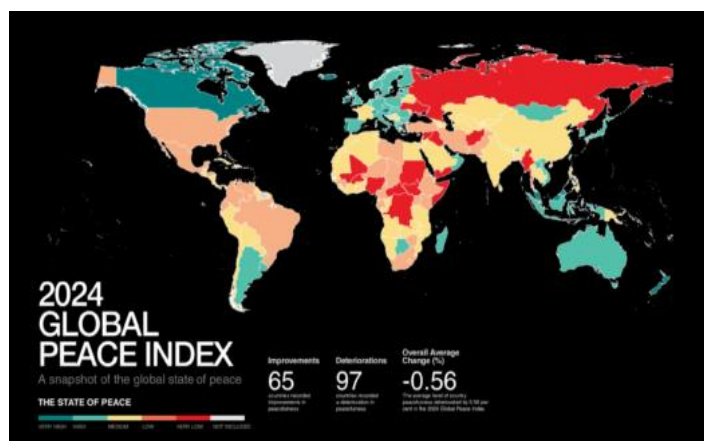 2024
GLOBAL
PEACE INDEX
A snapshot of the global state of peace
THE STATE OF PEACE
VERY HIGH HIGH MEDIUM LOW VERY LOW NOT INCLUDED
Improvements
65
countries recorded
improvements in
peacefulness
Deteriorations
97
countries recorded
a deterioration in
peacefulness
Overall Average
Change (%)
-0.56
The average level of country
peacefulness deteriorated by 0.56 per
cent in the 2024 Global Peace Index